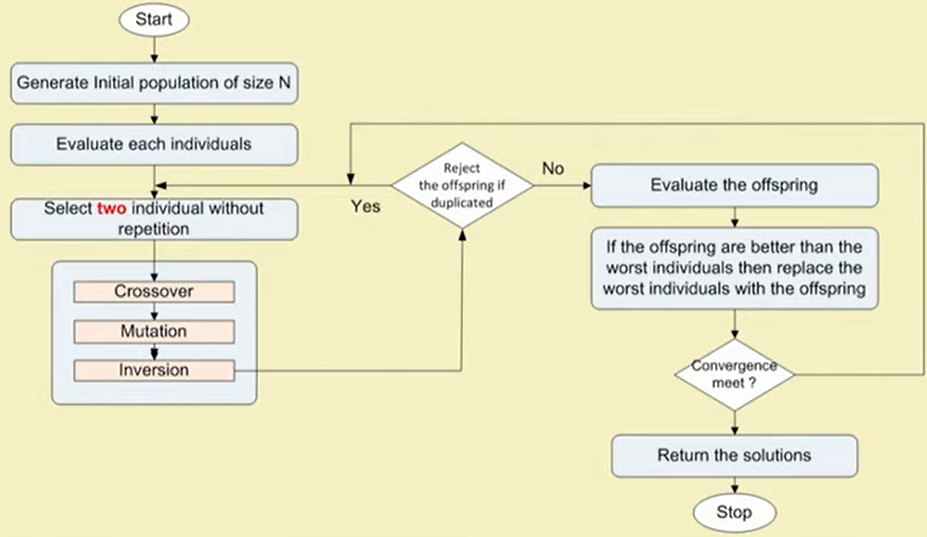 Start
Generate Initial population of size N
Evaluate each individuals
Select two individual without
repetition
Crossover
Mutation
Inversion
Reject
the offspring if
duplicated
Yes
No
Evaluate the offspring
If the offspring are better than the
worst individuals then replace the
worst individuals with the offspring
Convergence
meet ?
Return the solutions
Stop